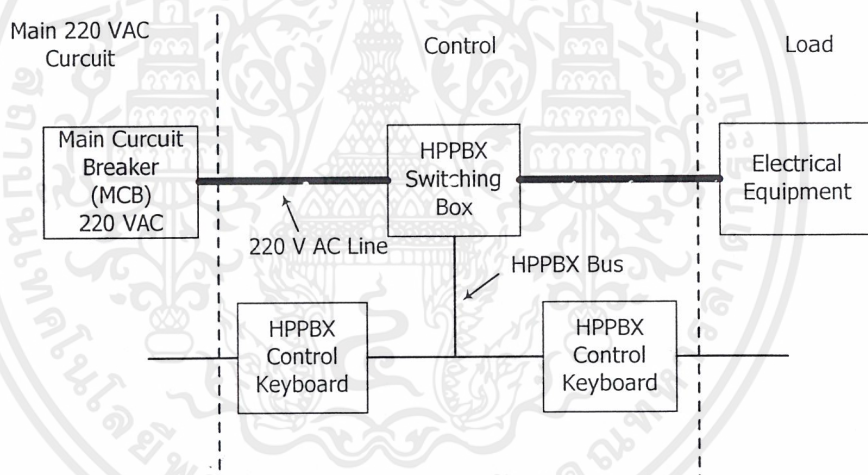 Main 220 VAC
Curcuit
Control
Load
Main Curcuit
Breaker
(MCB)
220 VAC
HPPBX
Switching
Box
Electrical
Equipment
220 V AC Line
HPPBX Bus
HPPBX
Control
Keyboard
HPPBX
Control
Keyboard